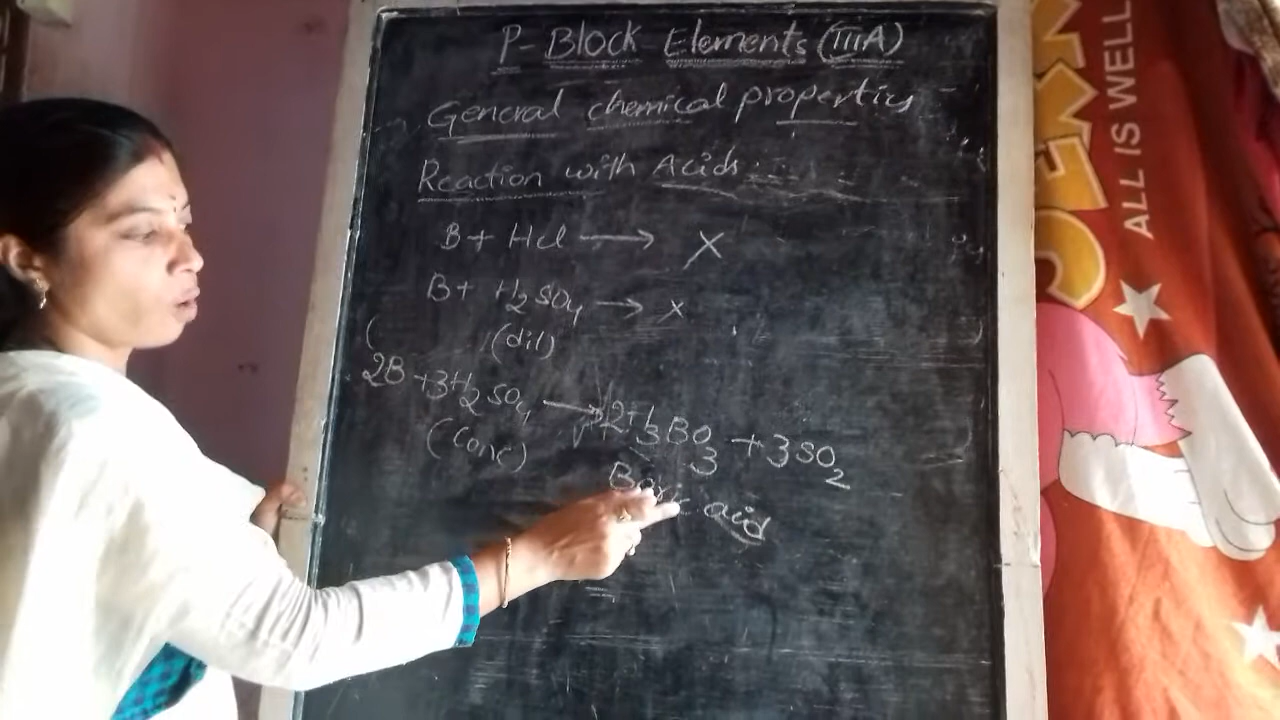 P-Block Elements (IIIA)
General chemical properties
Reaction with Acids:
B + Hcl → X
B + H₂SO₄ → x
(dil)
2B + 3H₂SO₄ → 2H₃BO₃ + 3SO₂
(Conc)
Boric acid
ALL IS WELL